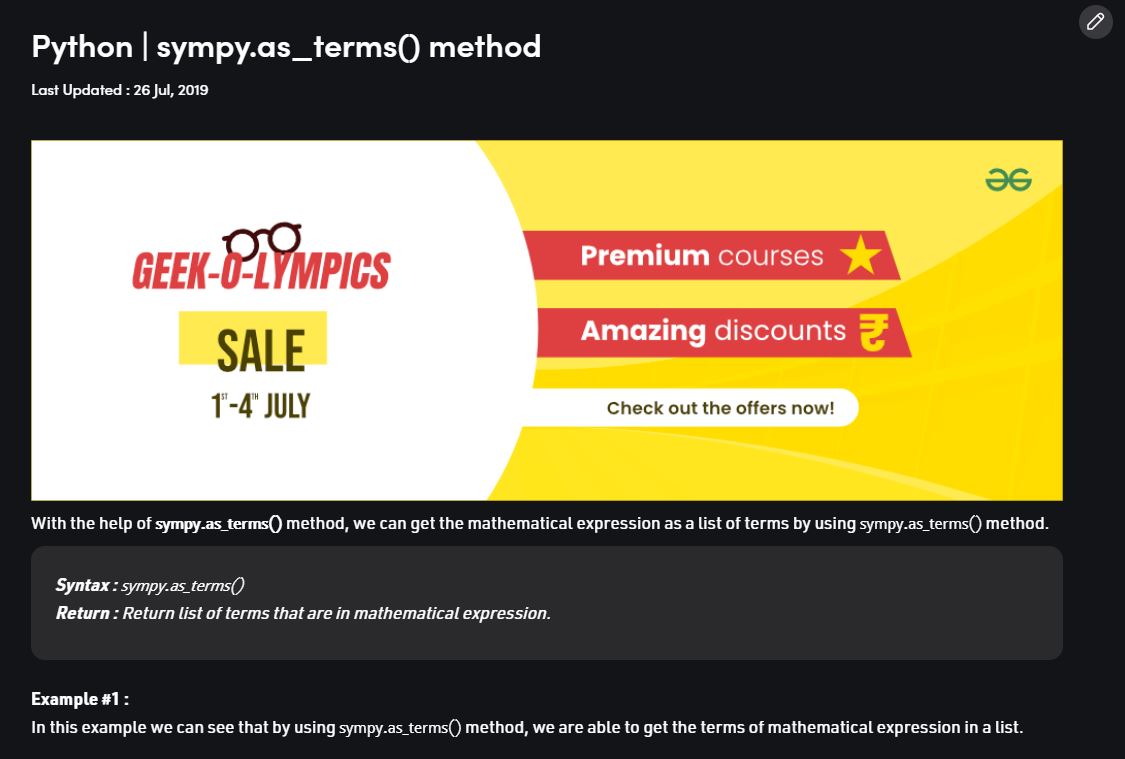 Python | sympy.as_terms() method
Last Updated : 26 Jul, 2019
GEEK-O-LYMPICS
SALE
1ST-4TH JULY
Premium courses
Amazing discounts ₹
Check out the offers now!
With the help of sympy.as_terms() method, we can get the mathematical expression as a list of terms by using sympy.as_terms() method.
Syntax : sympy.as_terms()
Return : Return list of terms that are in mathematical expression.
Example #1 :
In this example we can see that by using sympy.as_terms() method, we are able to get the terms of mathematical expression in a list.